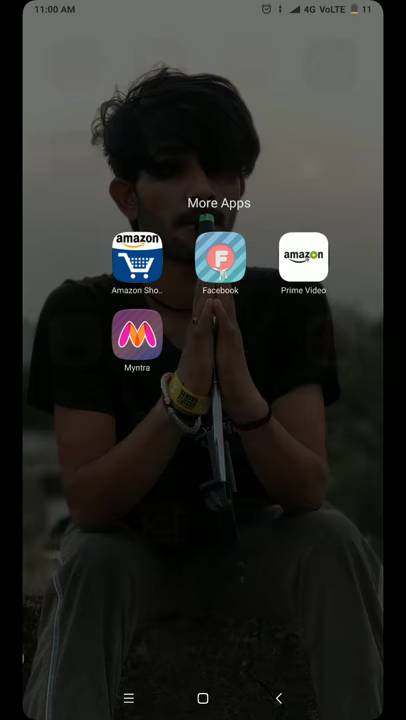 11:00 AM
4G VoLTE 11
More Apps
amazon
amazon
F
Amazon Sho..
Facebook
Prime Video
Myntra